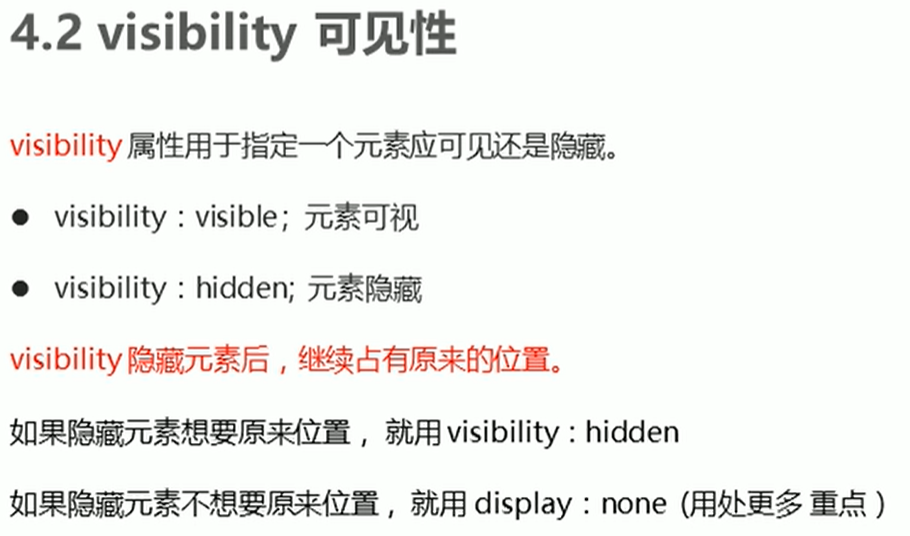 4.2 visibility 可见性
visibility 属性用于指定一个元素应可见还是隐藏。
● visibility：visible; 元素可视
● visibility：hidden; 元素隐藏
visibility 隐藏元素后，继续占有原来的位置。
如果隐藏元素想要原来位置， 就用 visibility：hidden
如果隐藏元素不想要原来位置， 就用 display：none (用处更多 重点）